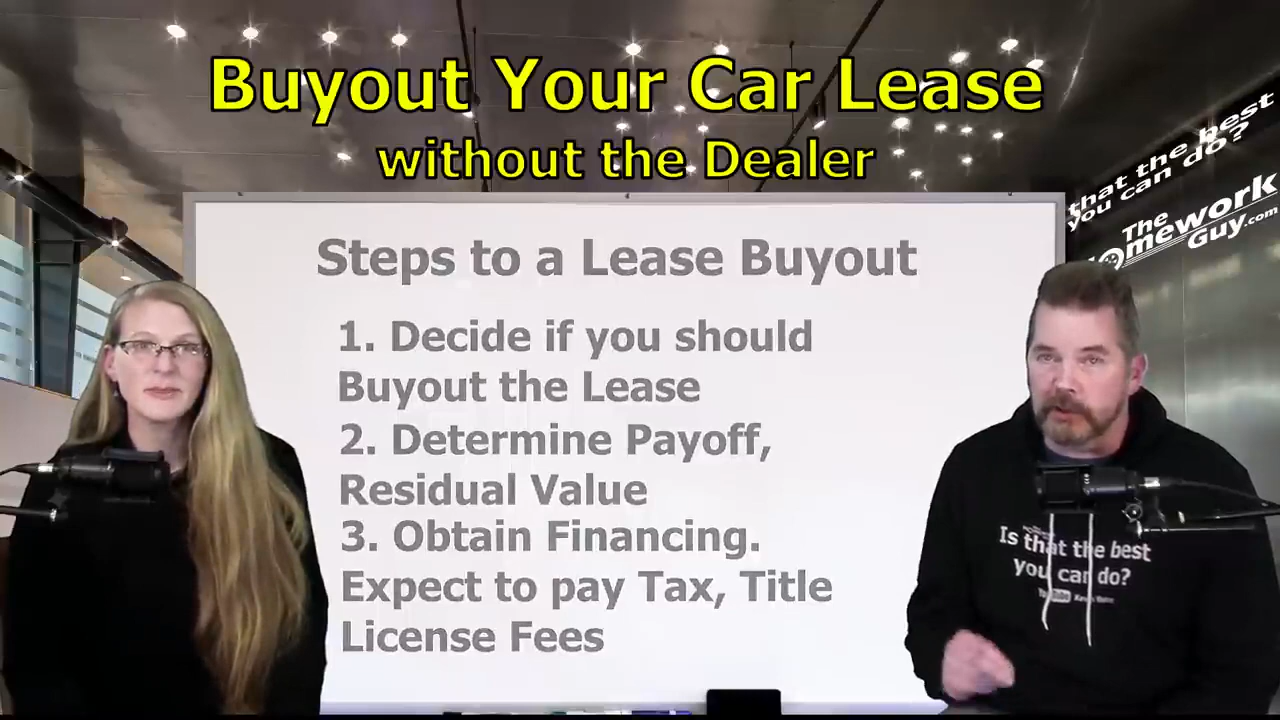 Buyout Your Car Lease
without the Dealer
that the best
you can do?
The
Homework
Guy.com
Steps to a Lease Buyout
1. Decide if you should
Buyout the Lease
2. Determine Payoff,
Residual Value
3. Obtain Financing.
Expect to pay Tax, Title
License Fees
Is that the best
you can do?